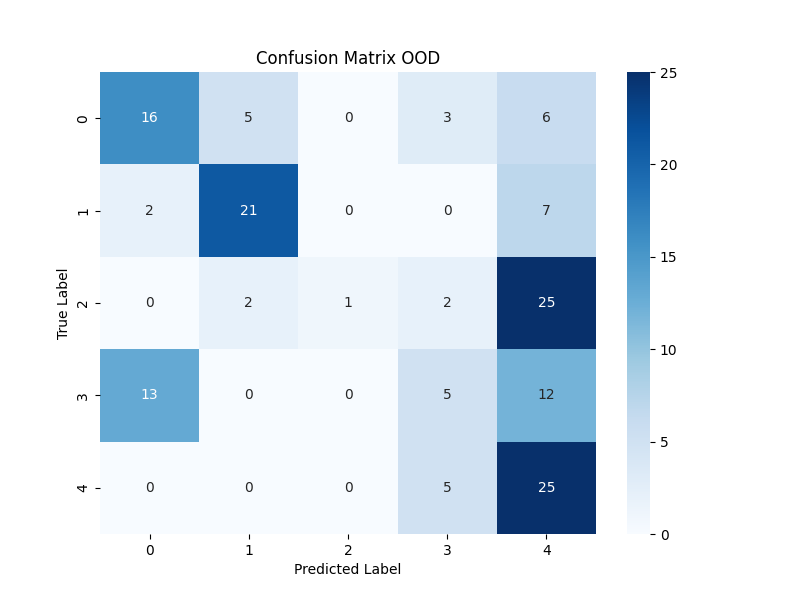 Confusion Matrix OOD
0 16 5 0 3 6
1 2 21 0 0 7
2 0 2 1 2 25
3 13 0 0 5 12
4 0 0 0 5 25
0 1 2 3 4
Predicted Label
True Label
25
20
15
10
5
0